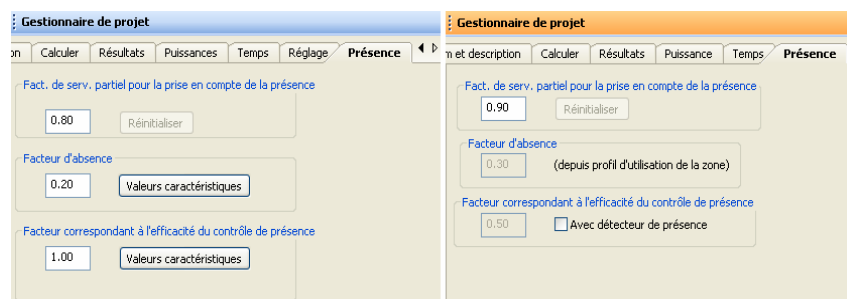 Gestionnaire de projet
on Calculer Résultats Puissances Temps Réglage Présence
Fact. de serv. partiel pour la prise en compte de la présence
0.80 Réinitialiser
Facteur d'absence
0.20 Valeurs caractéristiques
Facteur correspondant à l'efficacité du contrôle de présence
1.00 Valeurs caractéristiques
Gestionnaire de projet
m et description Calculer Résultats Puissance Temps Présence
Fact. de serv. partiel pour la prise en compte de la présence
0.90 Réinitialiser
Facteur d'absence
0.30 (depuis profil d'utilisation de la zone)
Facteur correspondant à l'efficacité du contrôle de présence
0.50 Avec détecteur de présence